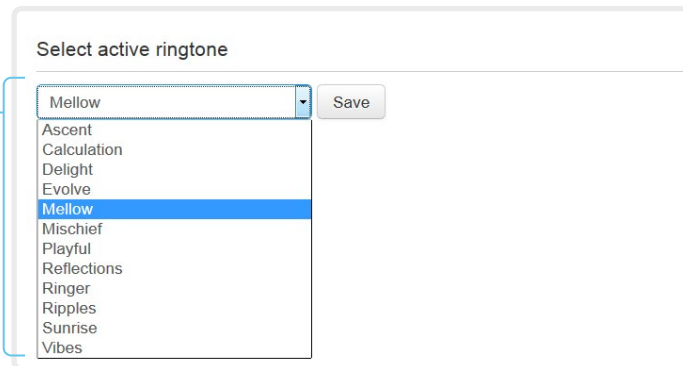 Select active ringtone
Mellow Save
Ascent
Calculation
Delight
Evolve
Mellow
Mischief
Playful
Reflections
Ringer
Ripples
Sunrise
Vibes